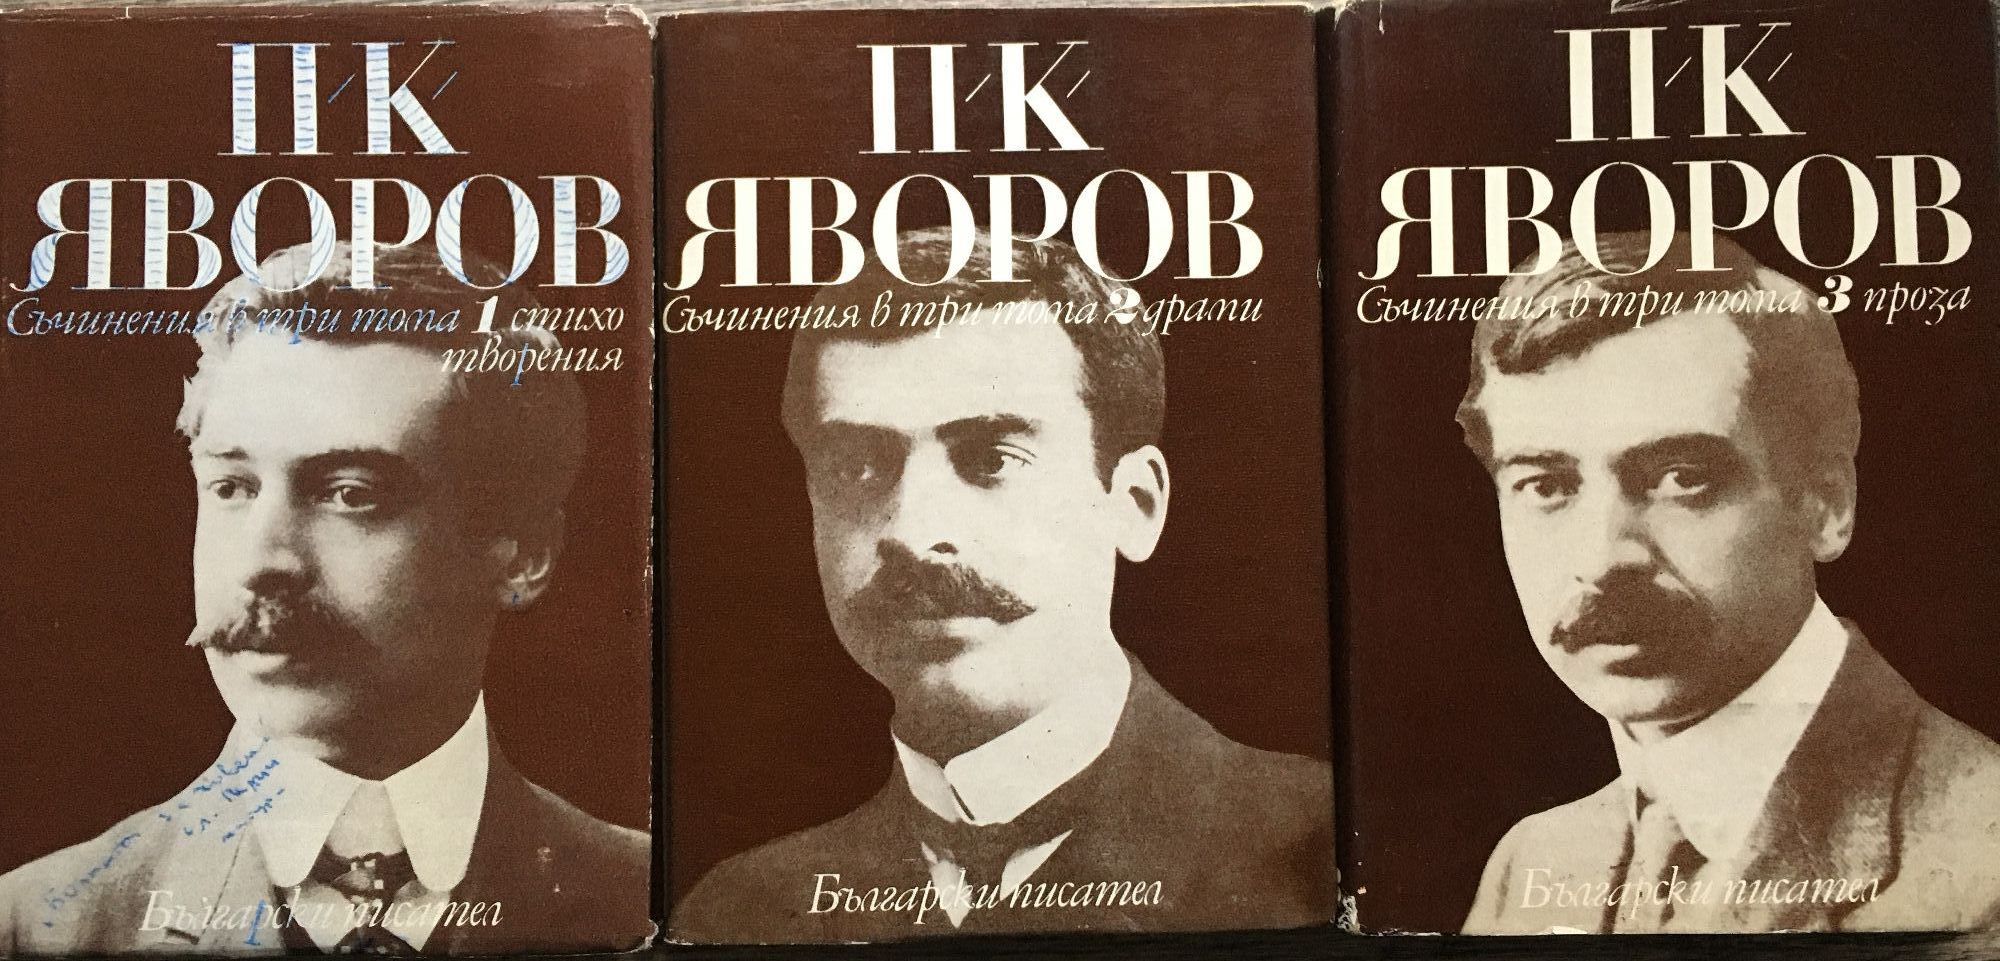 П. К.
ЯВОРОВ
Съчинения в три тома 1 стихо
творения
Български писател
П. К.
ЯВОРОВ
Съчинения в три тома 2 драми
Български писател
П. К.
ЯВОРОВ
Съчинения в три тома 3 проза
Български писател